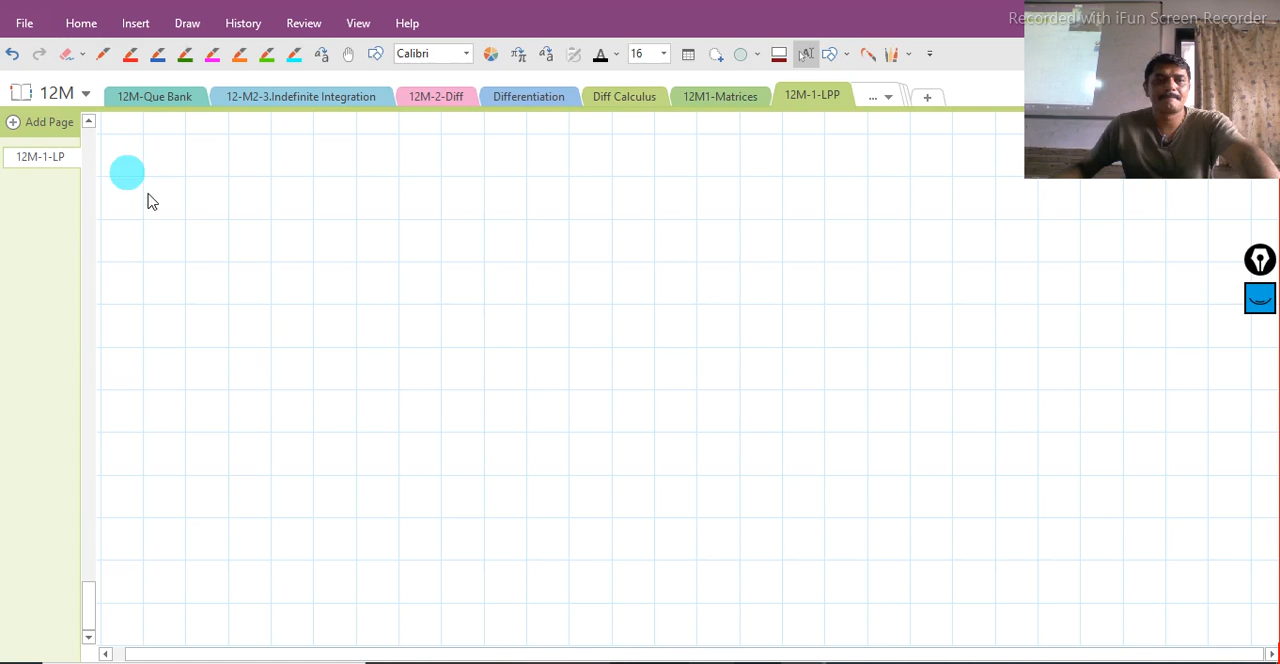 File Home Insert Draw History Review View Help
Recorded with iFun Screen Recorder
Calibri 16
12M 12M-Que Bank 12-M2-3.Indefinite Integration 12M-2-Diff Differentiation Diff Calculus 12M1-Matrices 12M-1-LPP ...
Add Page
12M-1-LP